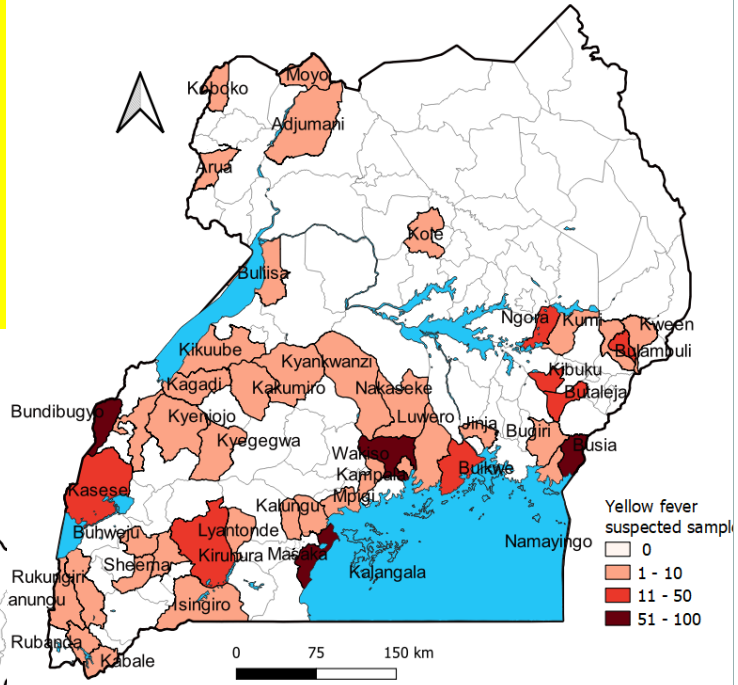 Moyo
Koboko
Adjumani
Arua
Kole
Buliisa
Ngora
Kumi
Kween
Bulambuli
Kikuube
Kyankwanzi
Kagadi
Kakumiro
Nakaseke
Kibuku
Butaleja
Bundibugyo
Kyenjojo
Luwero
Jinja
Bugiri
Kyegegwa
Wakiso
Busia
Kampala
Buikwe
Kasese
Mpigi
Kalungu
Lyantonde
Buhweju
Kiruhura
Masaka
Namayingo
Sheema
Kalangala
Rukungiri
anungu
Isingiro
Rubanda
Kabale
Yellow fever
suspected sample
0
1 - 10
11 - 50
51 - 100
0 75 150 km